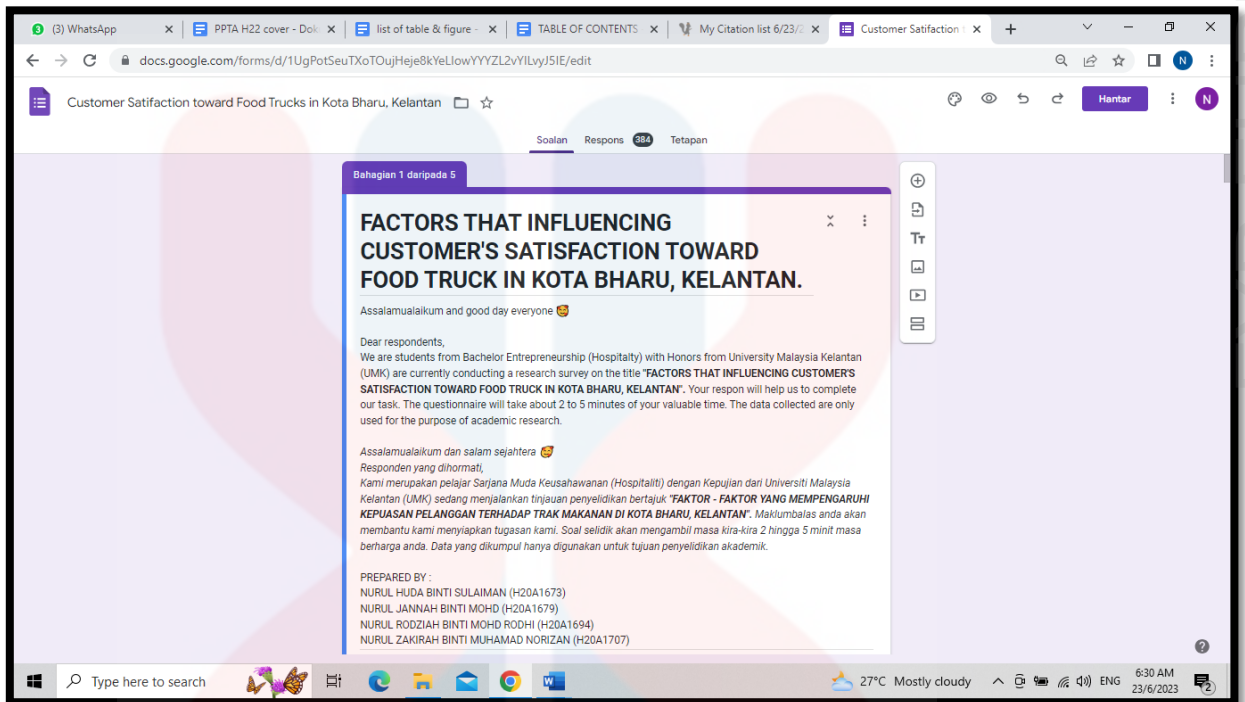 (3) WhatsApp
PPTA H22 cover - Dok
list of table & figure -
TABLE OF CONTENTS
My Citation list 6/23/2
Customer Satifaction
docs.google.com/forms/d/1UgPotSeuTXoTOujHeje8kYeLIowYYYZL2vYILvyJ5IE/edit
N
Customer Satifaction toward Food Trucks in Kota Bharu, Kelantan
Hantar
N
Soalan Respons 384 Tetapan
Bahagian 1 daripada 5
FACTORS THAT INFLUENCING
CUSTOMER'S SATISFACTION TOWARD
FOOD TRUCK IN KOTA BHARU, KELANTAN.
Assalamualaikum and good day everyone 🥰
Dear respondents,
We are students from Bachelor Entrepreneurship (Hospitalty) with Honors from University Malaysia Kelantan
(UMK) are currently conducting a research survey on the title "FACTORS THAT INFLUENCING CUSTOMER'S
SATISFACTION TOWARD FOOD TRUCK IN KOTA BHARU, KELANTAN". Your respon will help us to complete
our task. The questionnaire will take about 2 to 5 minutes of your valuable time. The data collected are only
used for the purpose of academic research.
Assalamualaikum dan salam sejahtera 🥰
Responden yang dihormati,
Kami merupakan pelajar Sarjana Muda Keusahawanan (Hospitaliti) dengan Kepujian dari Universiti Malaysia
Kelantan (UMK) sedang menjalankan tinjauan penyelidikan bertajuk "FAKTOR - FAKTOR YANG MEMPENGARUHI
KEPUASAN PELANGGAN TERHADAP TRAK MAKANAN DI KOTA BHARU, KELANTAN". Maklumbalas anda akan
membantu kami menyiapkan tugasan kami. Soal selidik akan mengambil masa kira-kira 2 hingga 5 minit masa
berharga anda. Data yang dikumpul hanya digunakan untuk tujuan penyelidikan akademik.
PREPARED BY :
NURUL HUDA BINTI SULAIMAN (H20A1673)
NURUL JANNAH BINTI MOHD (H20A1679)
NURUL RODZIAH BINTI MOHD RODHI (H20A1694)
NURUL ZAKIRAH BINTI MUHAMAD NORIZAN (H20A1707)
Type here to search
27°C Mostly cloudy
ENG
6:30 AM
23/6/2023
2